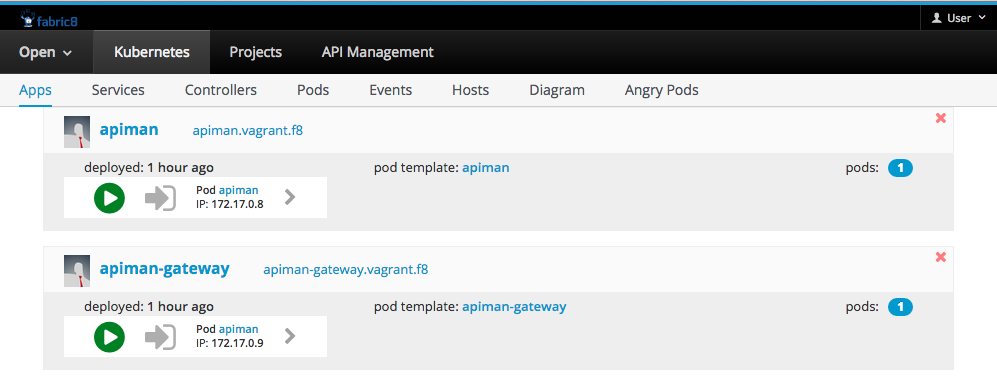 fabric8 User
Open Kubernetes Projects API Management
Apps Services Controllers Pods Events Hosts Diagram Angry Pods
apiman apiman.vagrant.f8
deployed: 1 hour ago pod template: apiman pods: 1
Pod apiman
IP: 172.17.0.8
apiman-gateway apiman-gateway.vagrant.f8
deployed: 1 hour ago pod template: apiman-gateway pods: 1
Pod apiman
IP: 172.17.0.9